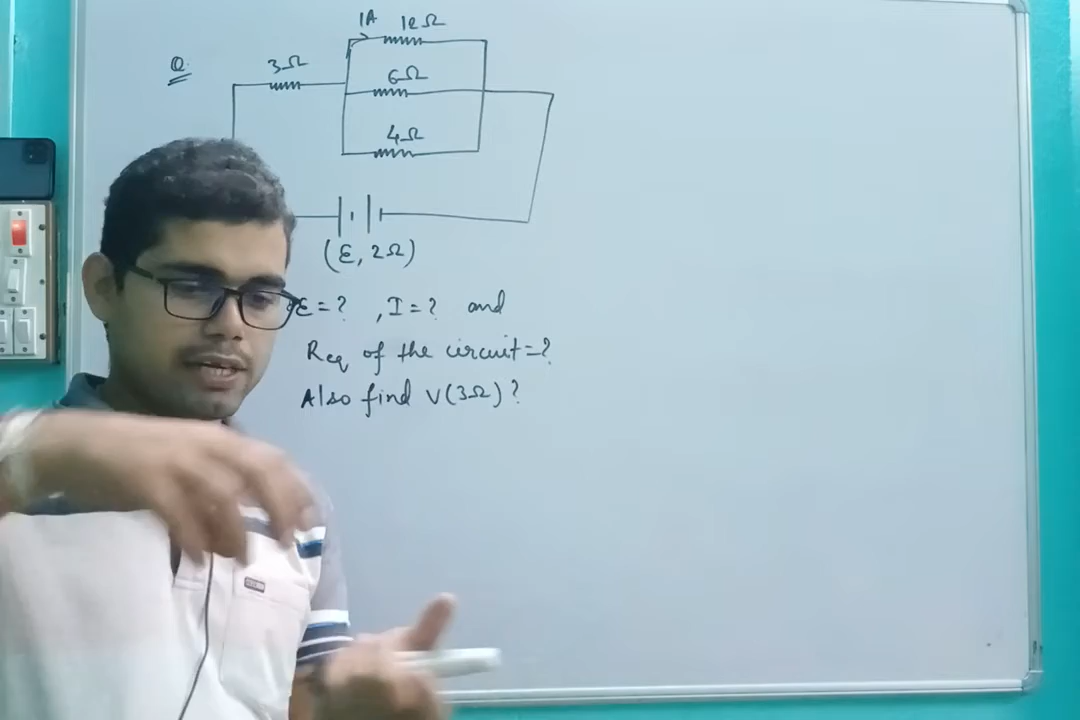 Q.
1A 12Ω
3Ω
6Ω
4Ω
(ε, 2Ω)
ε=? , I=? and
Req of the circuit=?
Also find V(3Ω)?